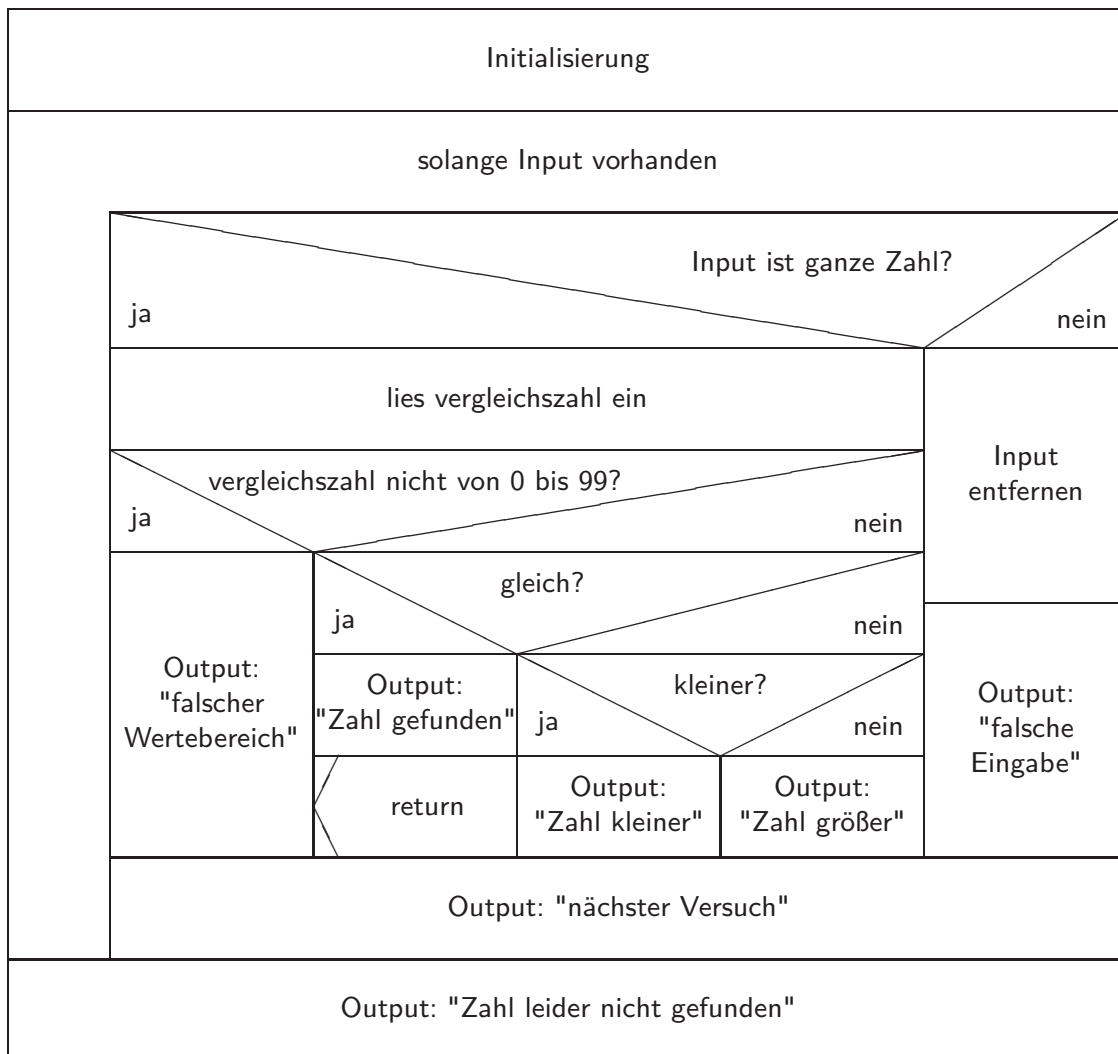 Initialisierung
solange Input vorhanden
Input ist ganze Zahl?
ja
nein
lies vergleichszahl ein
vergleichszahl nicht von 0 bis 99?
ja
nein
Input
entfernen
gleich?
ja
nein
Output:
"falscher
Wertebereich"
Output:
"Zahl gefunden"
kleiner?
ja
nein
Output:
"falsche
Eingabe"
return
Output:
"Zahl kleiner"
Output:
"Zahl größer"
Output: "nächster Versuch"
Output: "Zahl leider nicht gefunden"